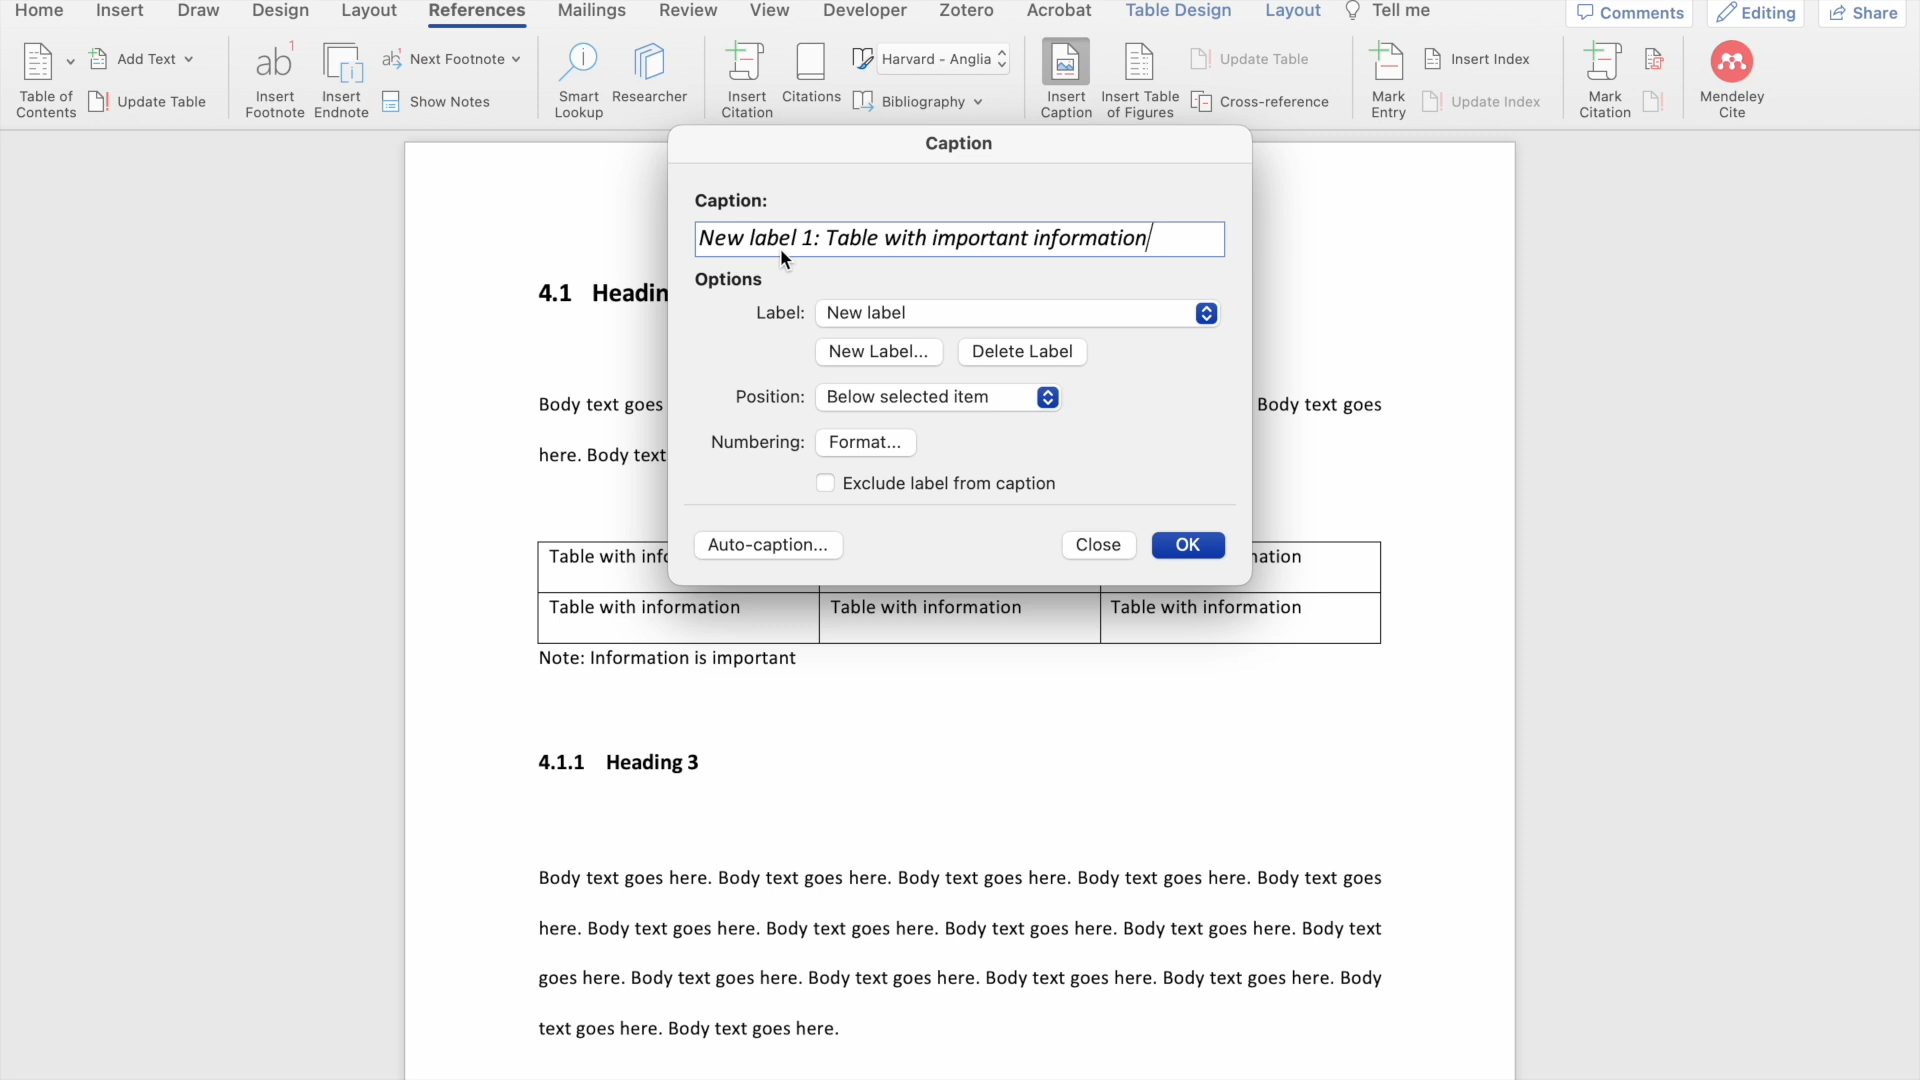 Home Insert Draw Design Layout References Mailings Review View Developer Zotero Acrobat Table Design Layout Tell me Comments Editing Share
Table of Contents
Add Text
Update Table
Insert Footnote
Insert Endnote
Next Footnote
Show Notes
Smart Lookup
Researcher
Insert Citation
Citations
Harvard - Anglia
Bibliography
Insert Caption
Insert Table of Figures
Update Table
Cross-reference
Mark Entry
Insert Index
Update Index
Mark Citation
Mendeley Cite
Caption
Caption:
New label 1: Table with important information
Options
Label: New label
New Label... Delete Label
Position: Below selected item
Numbering: Format...
Exclude label from caption
Auto-caption... Close OK
4.1 Headin
Body text goes Body text goes
here. Body text
Table with info ation
Table with information Table with information Table with information
Note: Information is important
4.1.1 Heading 3
Body text goes here. Body text goes here. Body text goes here. Body text goes here. Body text goes
here. Body text goes here. Body text goes here. Body text goes here. Body text goes here. Body text
goes here. Body text goes here. Body text goes here. Body text goes here. Body text goes here. Body
text goes here. Body text goes here.